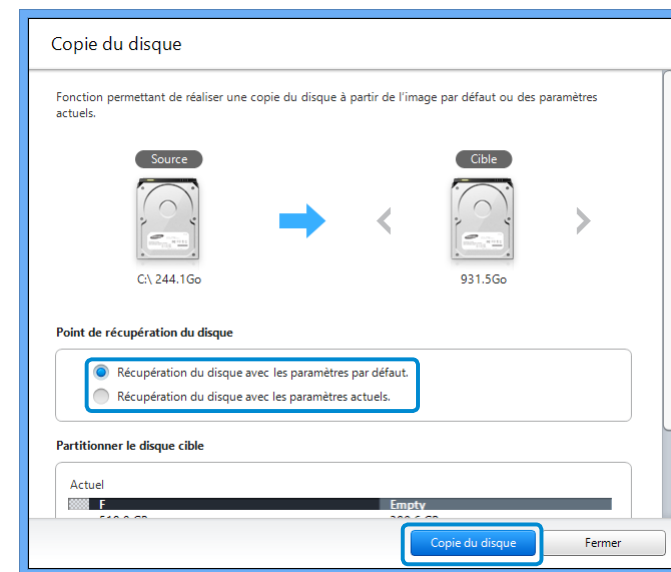 Copie du disque
Fonction permettant de réaliser une copie du disque à partir de l'image par défaut ou des paramètres
actuels.
Source
Cible
C:\ 244.1Go
931.5Go
Point de récupération du disque
Récupération du disque avec les paramètres par défaut.
Récupération du disque avec les paramètres actuels.
Partitionner le disque cible
Actuel
F
Empty
Copie du disque
Fermer